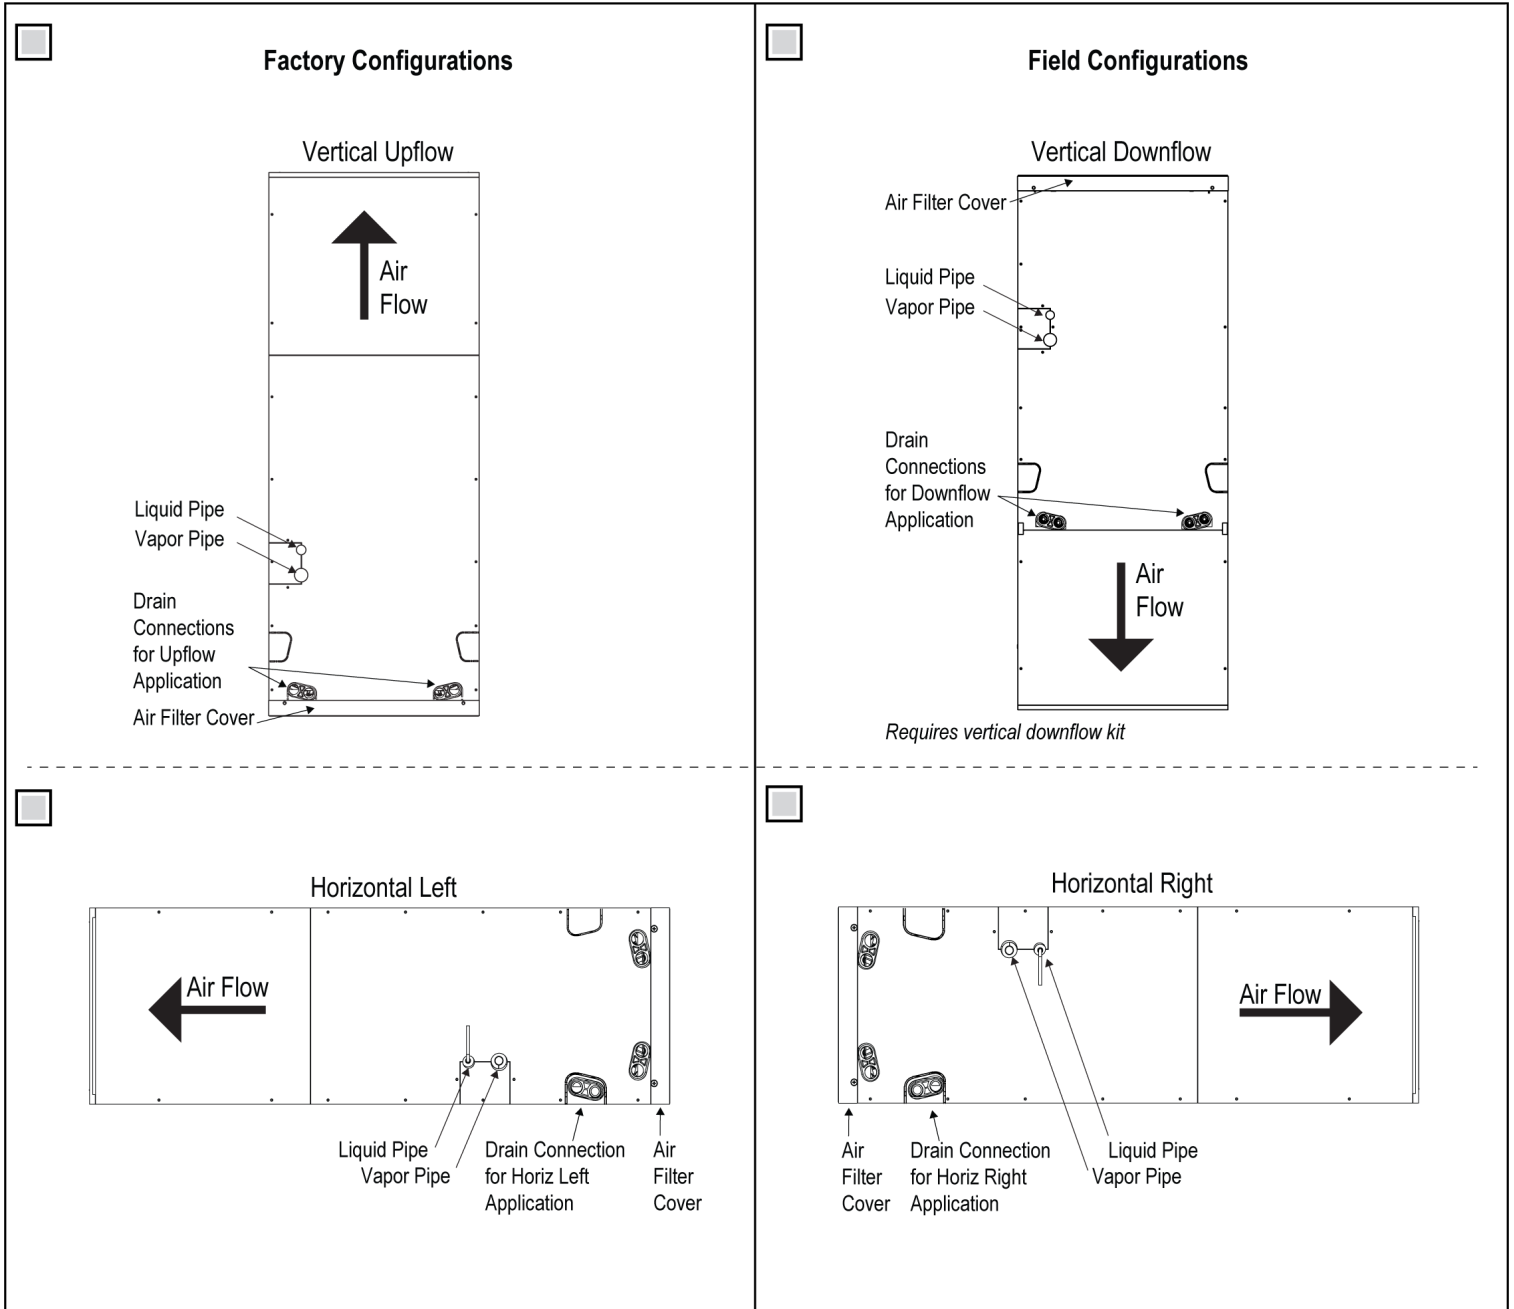 Factory Configurations
Vertical Upflow
Air
Flow
Liquid Pipe
Vapor Pipe
Drain
Connections
for Upflow
Application
Air Filter Cover
Field Configurations
Vertical Downflow
Air Filter Cover
Liquid Pipe
Vapor Pipe
Drain
Connections
for Downflow
Application
Air
Flow
Requires vertical downflow kit
Horizontal Left
Air Flow
Liquid Pipe
Vapor Pipe
Drain Connection
for Horiz Left
Application
Air
Filter
Cover
Horizontal Right
Air Flow
Air
Filter
Cover
Drain Connection
for Horiz Right
Application
Liquid Pipe
Vapor Pipe